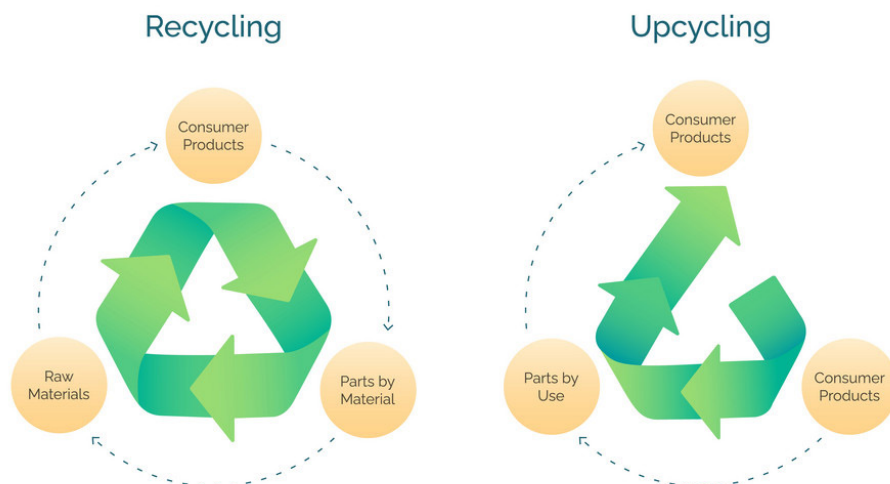 Recycling
Consumer
Products
Raw
Materials
Parts by
Material
Upcycling
Consumer
Products
Parts by
Use
Consumer
Products